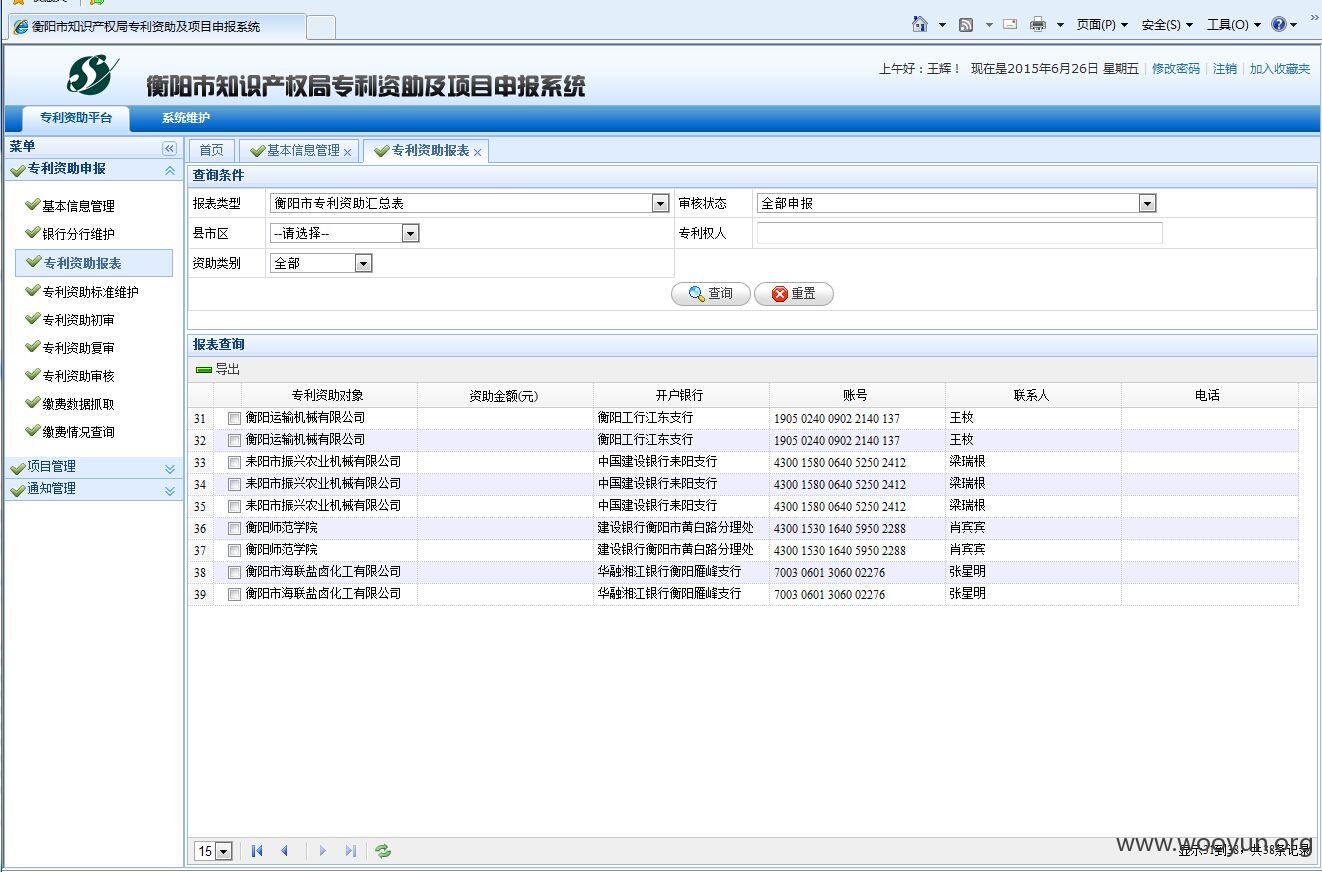 衡阳市知识产权局专利资助及项目申报系统
页面(P) 安全(S) 工具(O) »
衡阳市知识产权局专利资助及项目申报系统
上午好：王辉！ 现在是2015年6月26日 星期五 修改密码 注销 加入收藏夹
专利资助平台 系统维护
菜单
专利资助申报
基本信息管理
银行分行维护
专利资助报表
专利资助标准维护
专利资助初审
专利资助复审
专利资助审核
缴费数据抓取
缴费情况查询
项目管理
通知管理
首页 基本信息管理 专利资助报表
查询条件
报表类型 衡阳市专利资助汇总表 审核状态 全部申报
县市区 --请选择-- 专利权人
资助类别 全部
查询 重置
报表查询
导出
专利资助对象 资助金额(元) 开户银行 账号 联系人 电话
31 衡阳运输机械有限公司 衡阳工行江东支行 1905 0240 0902 2140 137 王枚
32 衡阳运输机械有限公司 衡阳工行江东支行 1905 0240 0902 2140 137 王枚
33 耒阳市振兴农业机械有限公司 中国建设银行耒阳支行 4300 1580 0640 5250 2412 梁瑞根
34 耒阳市振兴农业机械有限公司 中国建设银行耒阳支行 4300 1580 0640 5250 2412 梁瑞根
35 耒阳市振兴农业机械有限公司 中国建设银行耒阳支行 4300 1580 0640 5250 2412 梁瑞根
36 衡阳师范学院 建设银行衡阳市黄白路分理处 4300 1530 1640 5950 2288 肖宾宾
37 衡阳师范学院 建设银行衡阳市黄白路分理处 4300 1530 1640 5950 2288 肖宾宾
38 衡阳市海联盐卤化工有限公司 华融湘江银行衡阳雁峰支行 7003 0601 3060 02276 张星明
39 衡阳市海联盐卤化工有限公司 华融湘江银行衡阳雁峰支行 7003 0601 3060 02276 张星明
15
www.wooyun.org
显示31到38，共38条记录